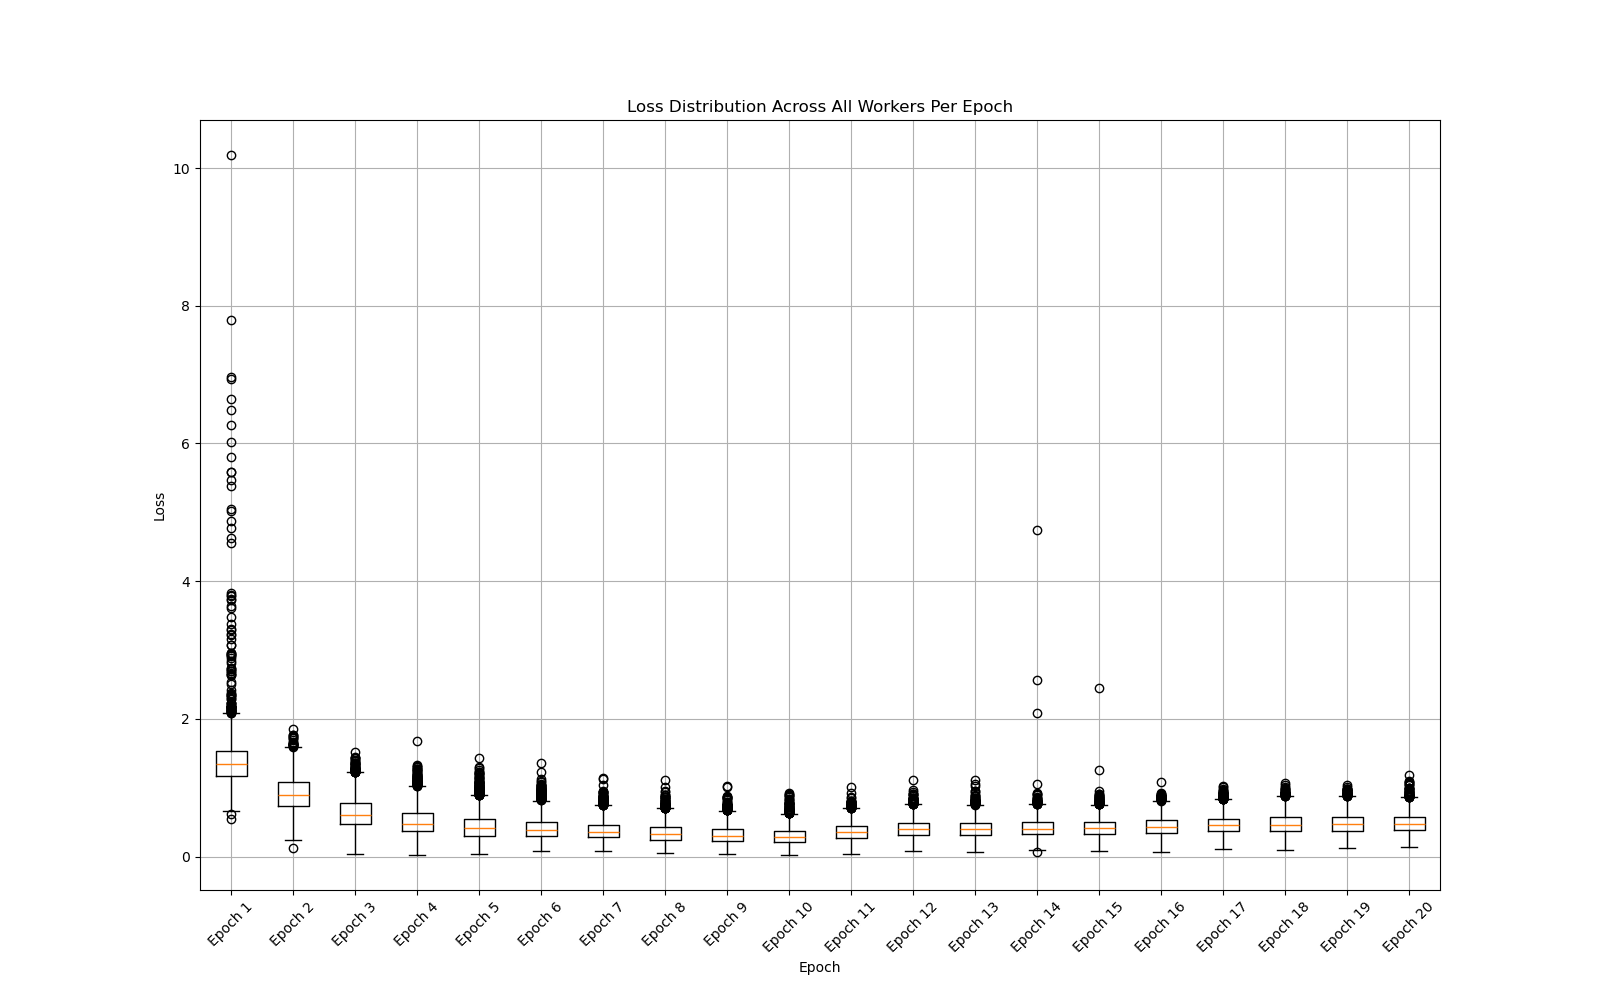 Loss Distribution Across All Workers Per Epoch
10
8
6
4
2
0
Loss
Epoch 1
Epoch 2
Epoch 3
Epoch 4
Epoch 5
Epoch 6
Epoch 7
Epoch 8
Epoch 9
Epoch 10
Epoch 11
Epoch 12
Epoch 13
Epoch 14
Epoch 15
Epoch 16
Epoch 17
Epoch 18
Epoch 19
Epoch 20
Epoch